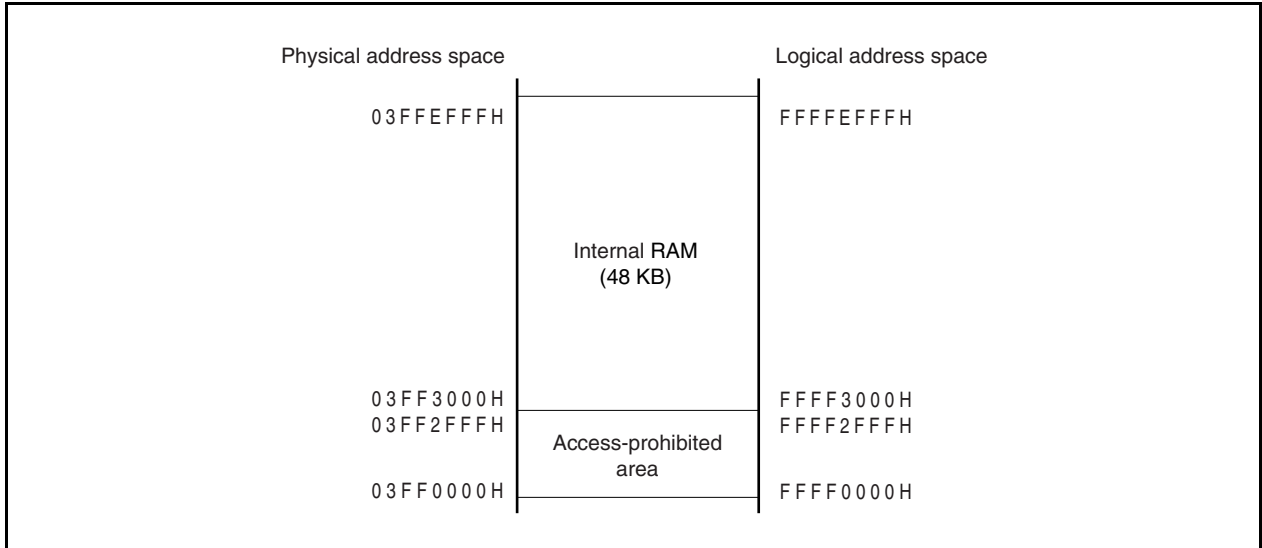 Physical address space
Logical address space
03FFEFFFH
FFFFEFFFH
Internal RAM
(48 KB)
03FF3000H
FFFF3000H
03FF2FFFH
FFFF2FFFH
Access-prohibited
area
03FF0000H
FFFF0000H